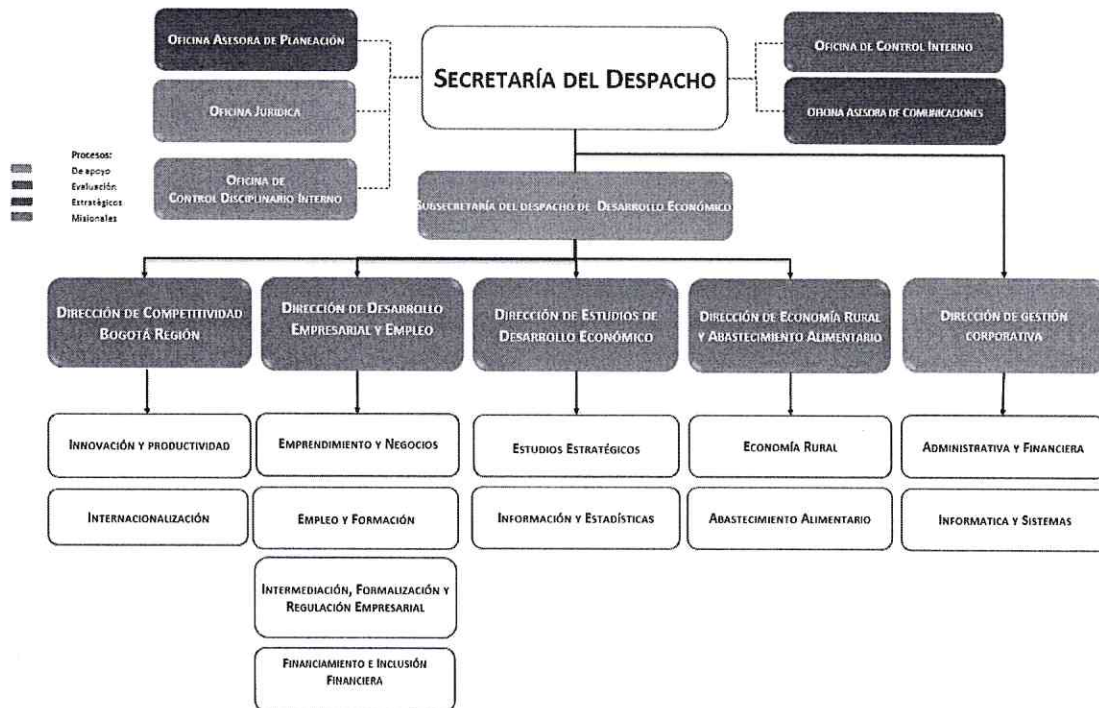 OFICINA ASESORA DE PLANEACIÓN
SECRETARÍA DEL DESPACHO
OFICINA DE CONTROL INTERNO
OFICINA JURIDICA
OFICINA ASESORA DE COMUNICACIONES
Procesos:
De apoyo
Evaluación
Estratégicos
Misionales
OFICINA DE
CONTROL DISCIPLINARIO INTERNO
SUBSECRETARÍA DEL DESPACHO DE DESARROLLO ECONÓMICO
DIRECCIÓN DE COMPETITIVIDAD
BOGOTÁ REGIÓN
DIRECCIÓN DE DESARROLLO
EMPRESARIAL Y EMPLEO
DIRECCIÓN DE ESTUDIOS DE
DESARROLLO ECONÓMICO
DIRECCIÓN DE ECONOMÍA RURAL
Y ABASTECIMIENTO ALIMENTARIO
DIRECCIÓN DE GESTIÓN
CORPORATIVA
INNOVACIÓN Y PRODUCTIVIDAD
EMPRENDIMIENTO Y NEGOCIOS
ESTUDIOS ESTRATÉGICOS
ECONOMÍA RURAL
ADMINISTRATIVA Y FINANCIERA
INTERNACIONALIZACIÓN
EMPLEO Y FORMACIÓN
INFORMACIÓN Y ESTADÍSTICAS
ABASTECIMIENTO ALIMENTARIO
INFORMATICA Y SISTEMAS
INTERMEDIACIÓN, FORMALIZACIÓN Y
REGULACIÓN EMPRESARIAL
FINANCIAMIENTO E INCLUSIÓN
FINANCIERA